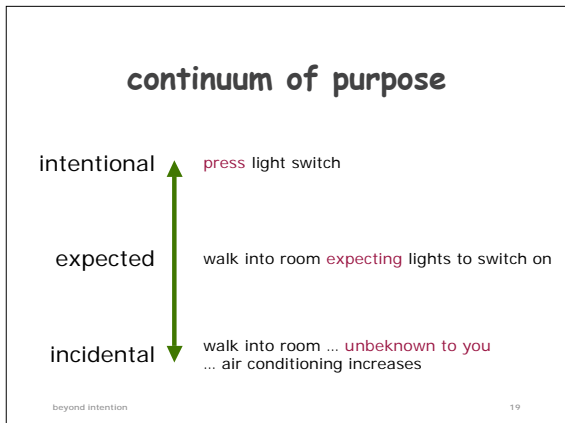 continuum of purpose
intentional
press light switch
expected
walk into room expecting lights to switch on
incidental
walk into room ... unbeknown to you
... air conditioning increases
beyond intention
19